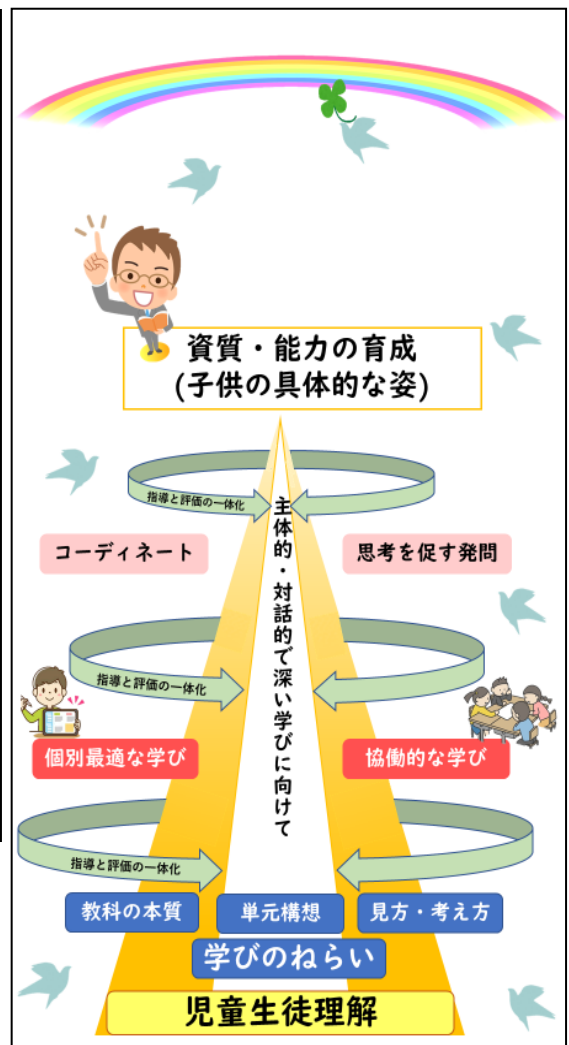 資質・能力の育成
(子供の具体的な姿)
指導と評価の一体化
主体的・対話的で深い学びに向けて
コーディネート
思考を促す発問
指導と評価の一体化
個別最適な学び
協働的な学び
指導と評価の一体化
教科の本質
単元構想
見方・考え方
学びのねらい
児童生徒理解